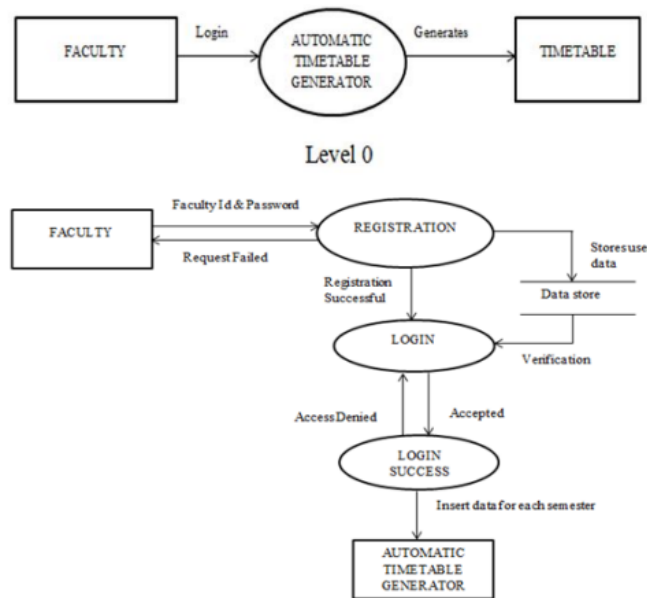 FACULTY
Login
AUTOMATIC
TIMETABLE
GENERATOR
Generates
TIMETABLE
Level 0
FACULTY
Faculty Id & Password
Request Failed
REGISTRATION
Stores use
data
Registration
Successful
Data store
LOGIN
Verification
Access Denied
Accepted
LOGIN
SUCCESS
Insert data for each semester
AUTOMATIC
TIMETABLE
GENERATOR